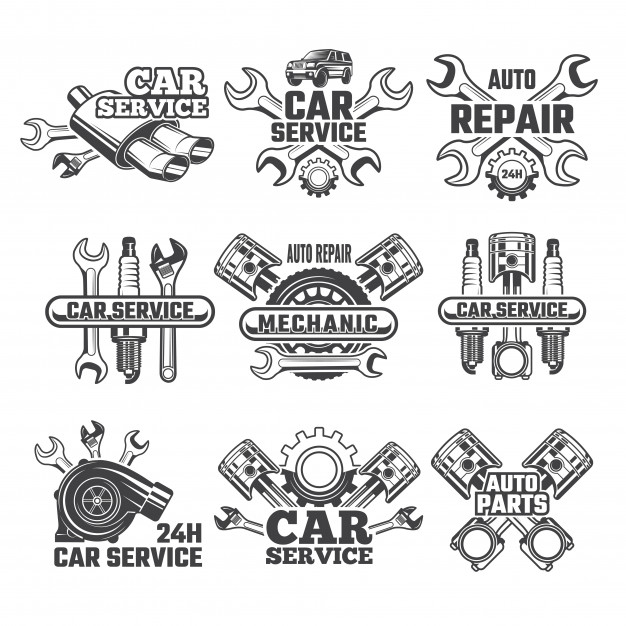 CAR
SERVICE
CAR
SERVICE
AUTO
REPAIR
24H
CAR SERVICE
AUTO REPAIR
MECHANIC
CAR SERVICE
24H
CAR SERVICE
CAR
SERVICE
AUTO
PARTS